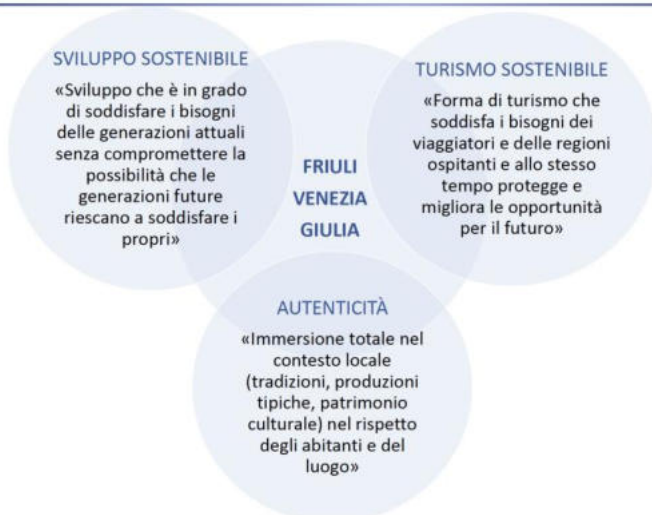 SVILUPPO SOSTENIBILE
«Sviluppo che è in grado
di soddisfare i bisogni
delle generazioni attuali
senza compromettere la
possibilità che le
generazioni future
riescano a soddisfare i
propri»
FRIULI
VENEZIA
GIULIA
TURISMO SOSTENIBILE
«Forma di turismo che
soddisfa i bisogni dei
viaggiatori e delle regioni
ospitanti e allo stesso
tempo protegge e
migliora le opportunità
per il futuro»
AUTENTICITÀ
«Immersione totale nel
contesto locale
(tradizioni, produzioni
tipiche, patrimonio
culturale) nel rispetto
degli abitanti e del
luogo»